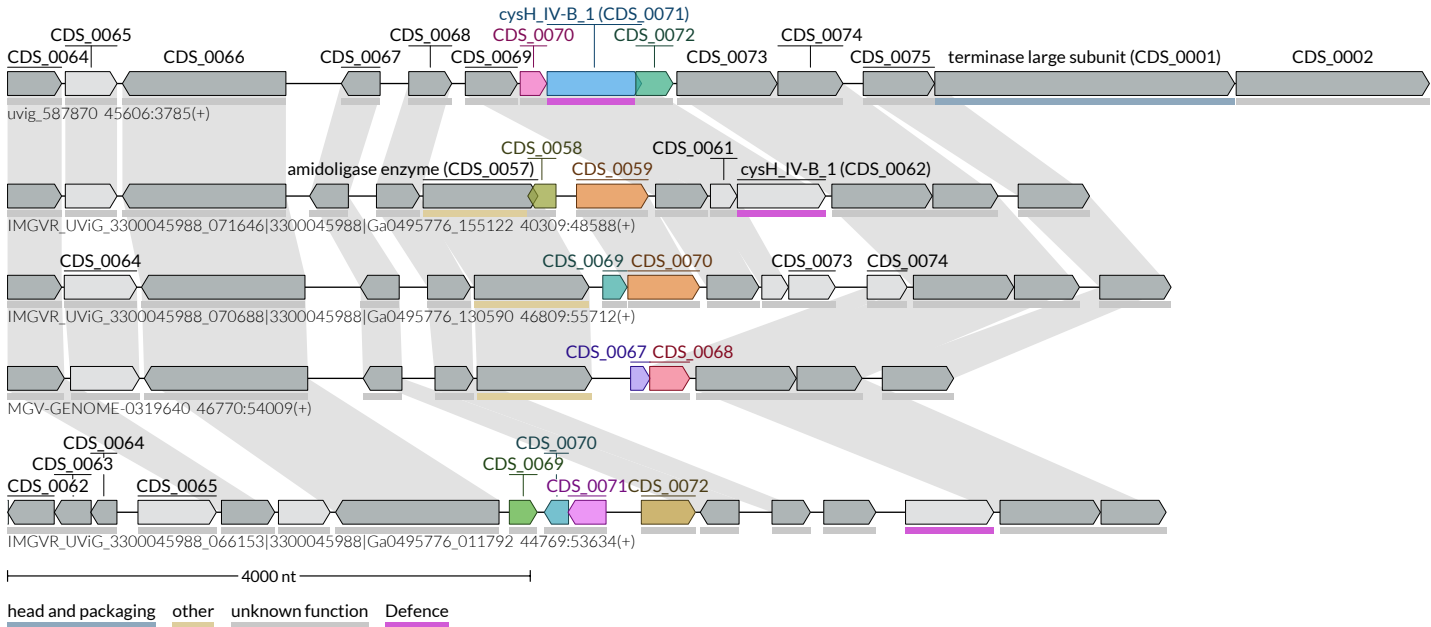 cysH_IV-B_1 (CDS_0071)
CDS_0065 CDS_0068 CDS_0070 CDS_0072 CDS_0074
CDS_0064 CDS_0066 CDS_0067 CDS_0069 CDS_0073 CDS_0075 terminase large subunit (CDS_0001) CDS_0002
uvig_587870 45606:3785(+)
CDS_0058 CDS_0061
amidoligase enzyme (CDS_0057) CDS_0059 cysH_IV-B_1 (CDS_0062)
IMGVR_UViG_3300045988_071646|3300045988|Ga0495776_155122 40309:48588(+)
CDS_0064 CDS_0069 CDS_0070 CDS_0073 CDS_0074
IMGVR_UViG_3300045988_070688|3300045988|Ga0495776_130590 46809:55712(+)
CDS_0067 CDS_0068
MGV-GENOME-0319640 46770:54009(+)
CDS_0064 CDS_0070
CDS_0063 CDS_0069
CDS_0062 CDS_0065 CDS_0071 CDS_0072
IMGVR_UViG_3300045988_066153|3300045988|Ga0495776_011792 44769:53634(+)
4000 nt
head and packaging other unknown function Defence